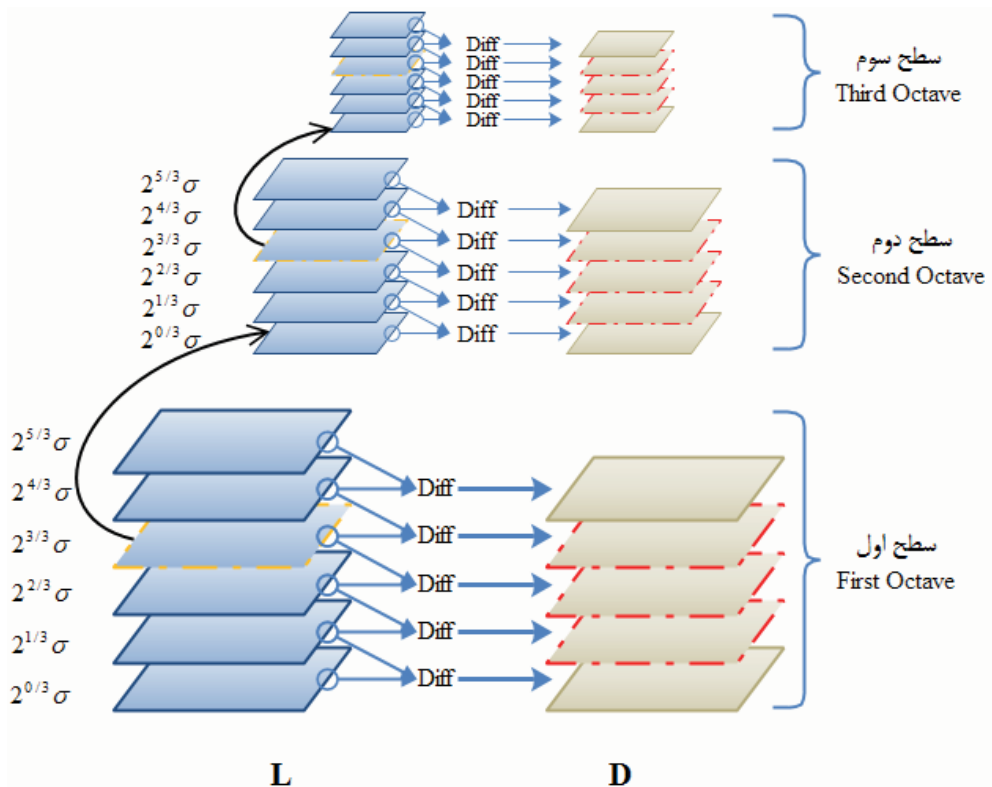 Diff
Diff
Diff
Diff
Diff
سطح سوم
Third Octave
2^{5/3} σ
2^{4/3} σ
2^{3/3} σ
2^{2/3} σ
2^{1/3} σ
2^{0/3} σ
Diff
Diff
Diff
Diff
Diff
سطح دوم
Second Octave
2^{5/3} σ
2^{4/3} σ
2^{3/3} σ
2^{2/3} σ
2^{1/3} σ
2^{0/3} σ
Diff
Diff
Diff
Diff
Diff
سطح اول
First Octave
L
D